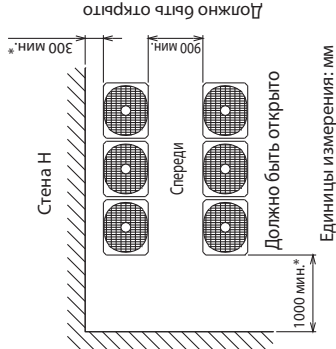 Должно быть открыто
300 мин.*
900 мин.
Стена H
Спереди
Должно быть открыто
1000 мин.*
Единицы измерения: мм